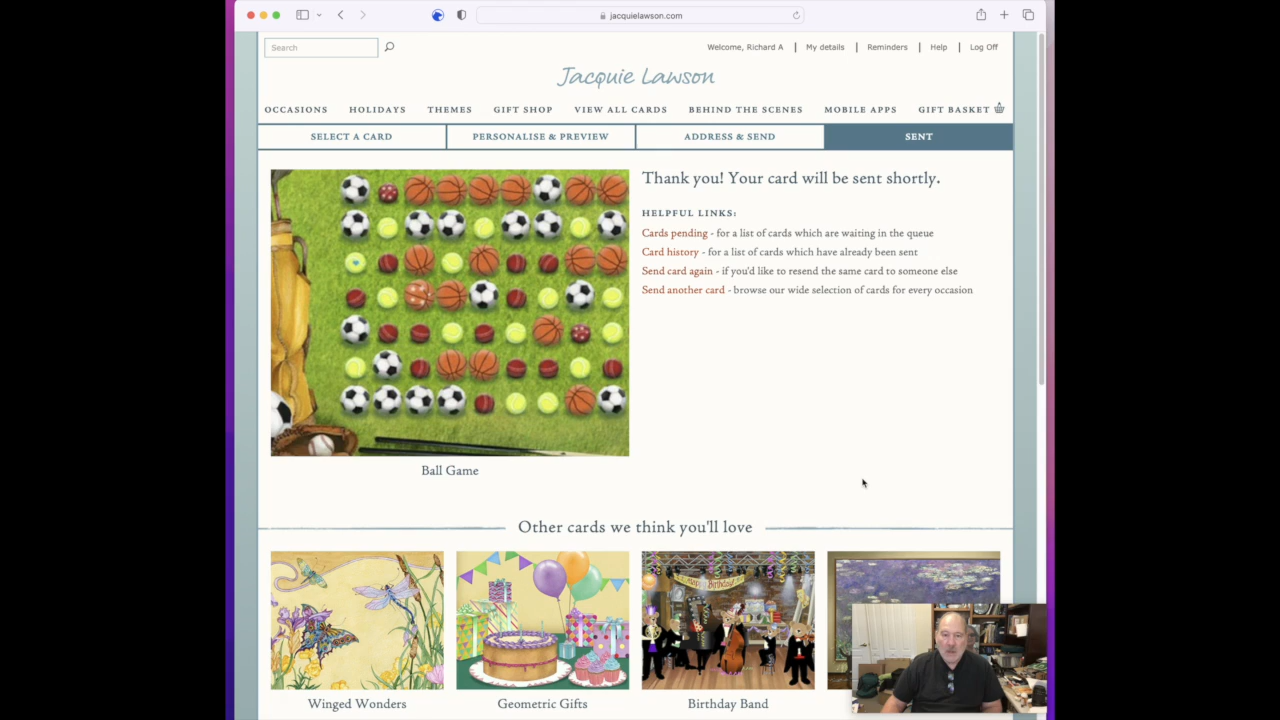 jacquielawson.com
Search
Welcome, Richard A | My details | Reminders | Help | Log Off
Jacquie Lawson
OCCASIONS HOLIDAYS THEMES GIFT SHOP VIEW ALL CARDS BEHIND THE SCENES MOBILE APPS GIFT BASKET
SELECT A CARD PERSONALISE & PREVIEW ADDRESS & SEND SENT
Thank you! Your card will be sent shortly.
HELPFUL LINKS:
Cards pending - for a list of cards which are waiting in the queue
Card history - for a list of cards which have already been sent
Send card again - if you'd like to resend the same card to someone else
Send another card - browse our wide selection of cards for every occasion
Ball Game
Other cards we think you'll love
Happy Birthday
Winged Wonders Geometric Gifts Birthday Band